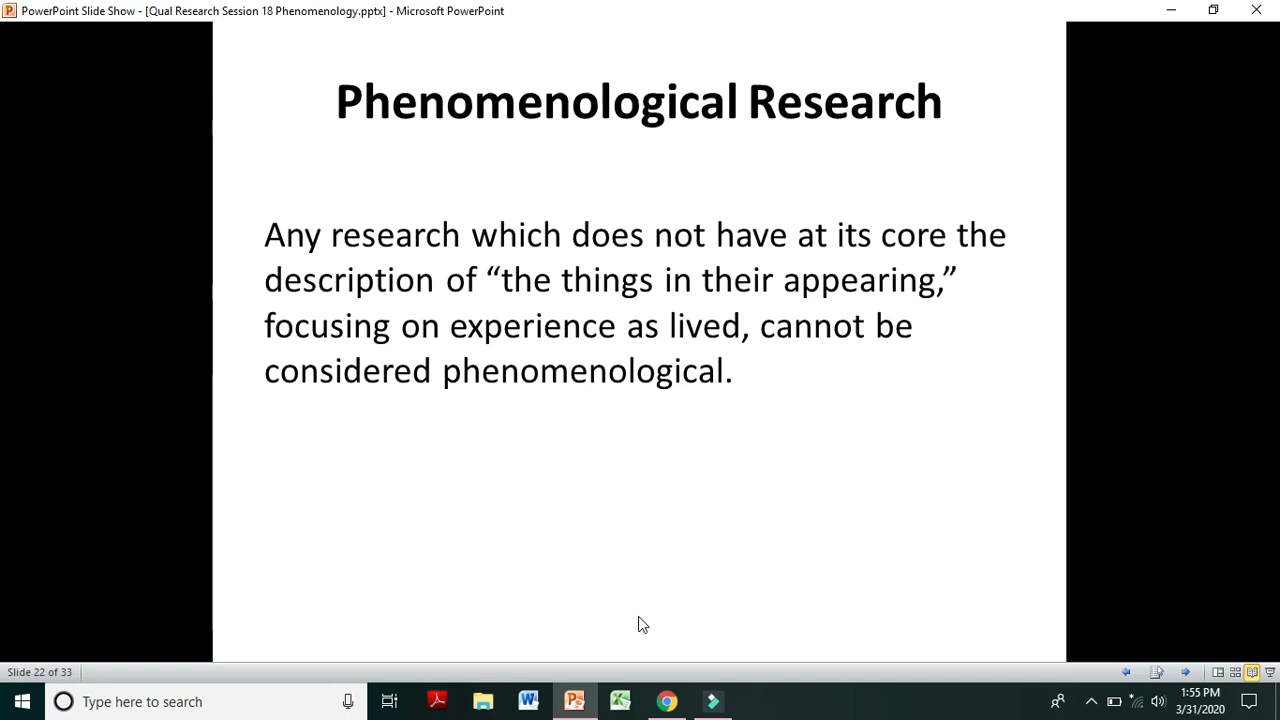 PowerPoint Slide Show - [Qual Research Session 18 Phenomenology.pptx] - Microsoft PowerPoint
Phenomenological Research
Any research which does not have at its core the
description of “the things in their appearing,”
focusing on experience as lived, cannot be
considered phenomenological.
Slide 22 of 33
Type here to search
1:55 PM
3/31/2020